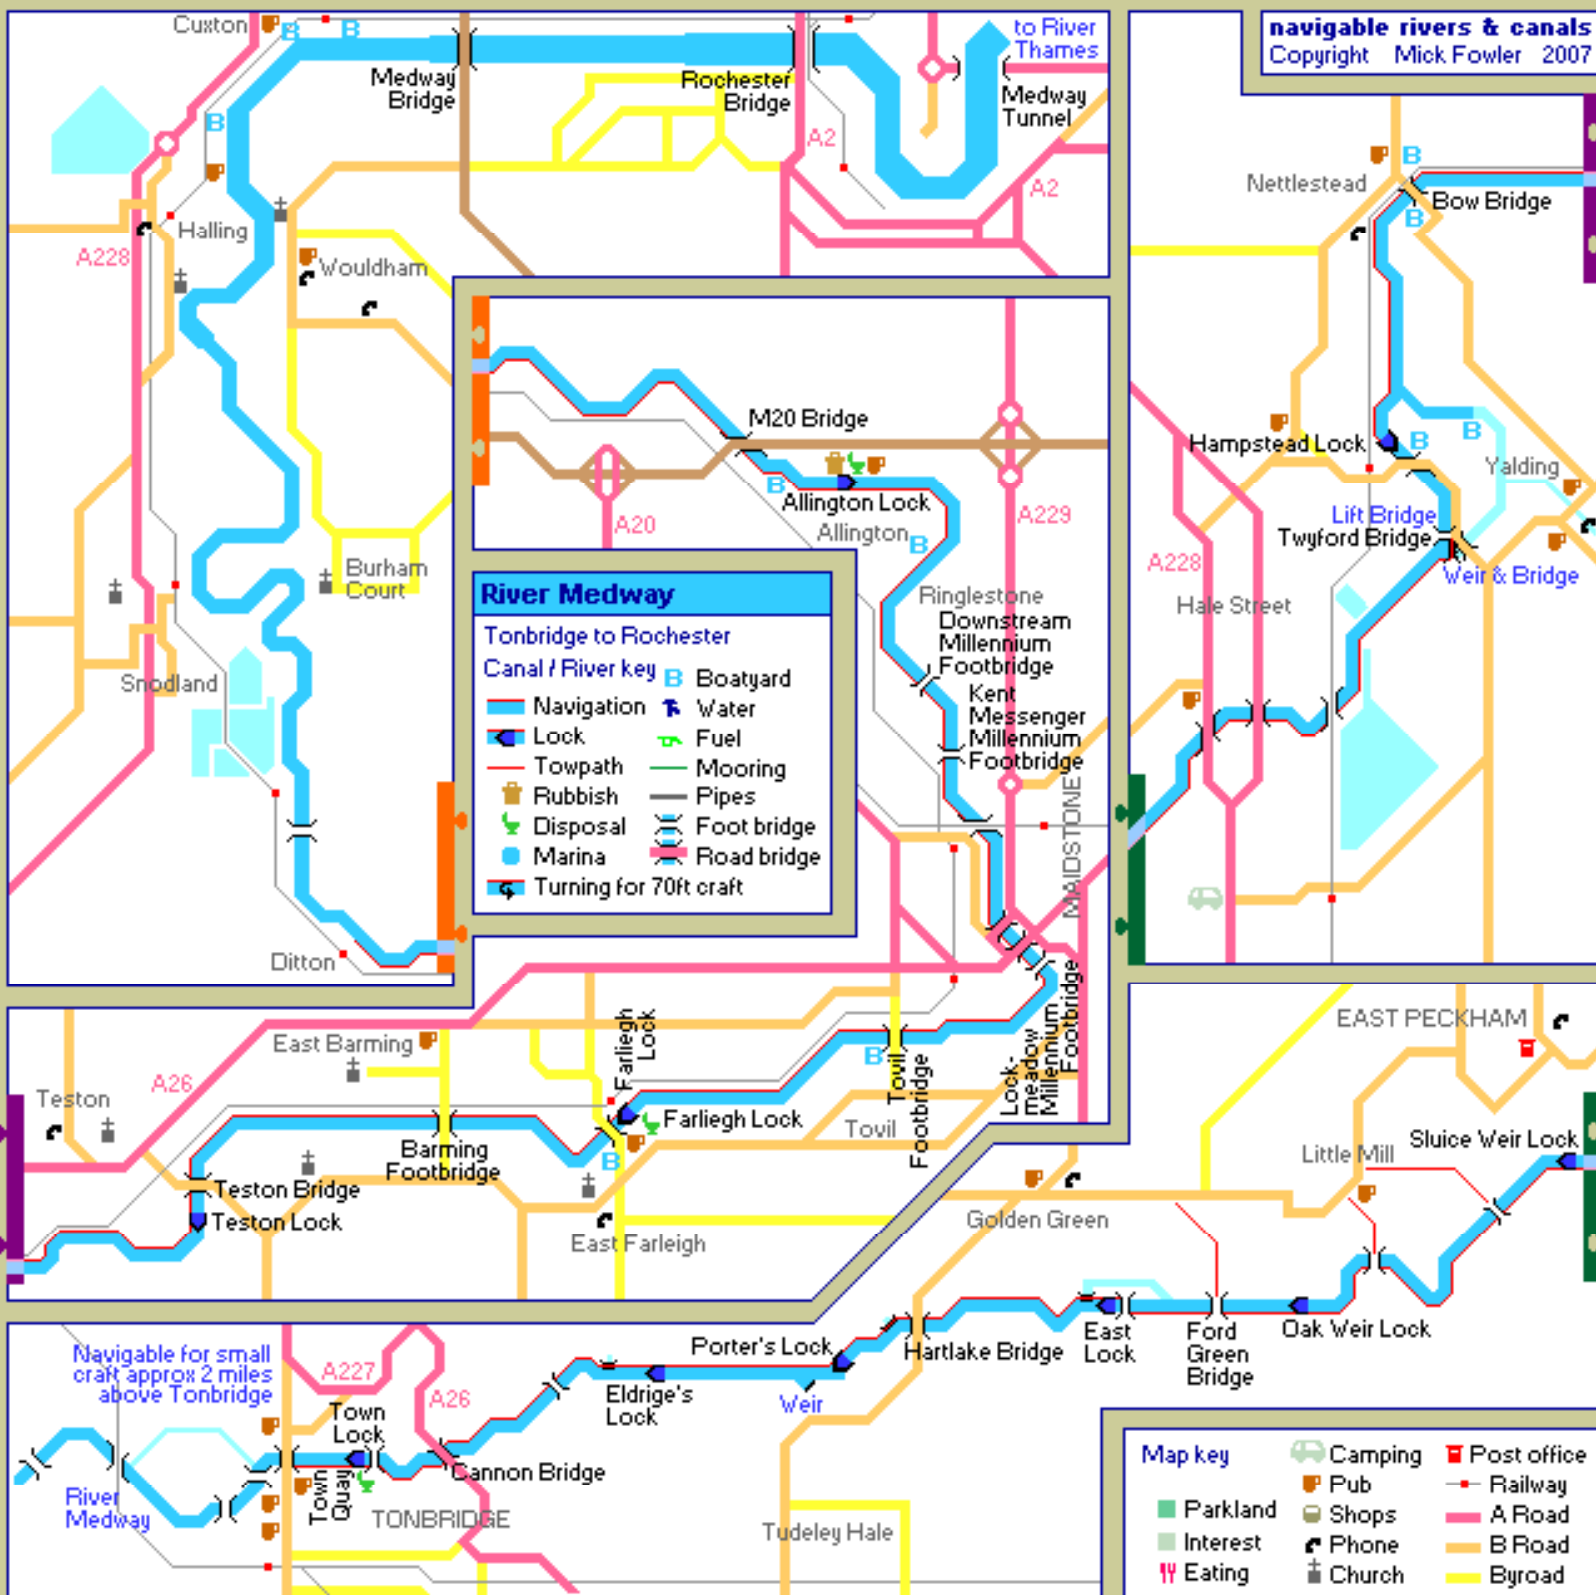 navigable rivers & canals
Copyright Mick Fowler 2007
Cuxton
B
B
Medway
Bridge
Rochester
Bridge
to River
Thames
Medway
Tunnel
B
A2
A2
Halling
A228
Wouldham
Burham
Court
Snodland
Ditton
M20 Bridge
B
Allington Lock
Allington
B
A20
A229
Ringlestone
Downstream
Millennium
Footbridge
Kent
Messenger
Millennium
Footbridge
MAIDSTONE
River Medway
Tonbridge to Rochester
Canal / River key
B Boatyard
Navigation
Water
Lock
Fuel
Towpath
Mooring
Rubbish
Pipes
Disposal
Foot bridge
Marina
Road bridge
Turning for 70ft craft
Nettlestead
B
Bow Bridge
B
Hampstead Lock
B
B
Yalding
Lift Bridge
Twyford Bridge
Weir & Bridge
A228
Hale Street
East Barming
A26
Teston
Farliegh
Lock
Farliegh Lock
B
Barming
Footbridge
Teston Bridge
Teston Lock
East Farleigh
B
Tovil
Footbridge
Tovil
Lock-
meadow
Millennium
Footbridge
EAST PECKHAM
Little Mill
Sluice Weir Lock
Golden Green
Oak Weir Lock
Ford
Green
Bridge
East
Lock
Hartlake Bridge
Porter's Lock
Weir
Eldrige's
Lock
Navigable for small
craft approx 2 miles
above Tonbridge
A227
A26
Town
Lock
Cannon Bridge
Town
Quay
River
Medway
TONBRIDGE
Tudeley Hale
Map key
Camping
Post office
Pub
Railway
Parkland
Shops
A Road
Interest
Phone
B Road
Eating
Church
Byroad